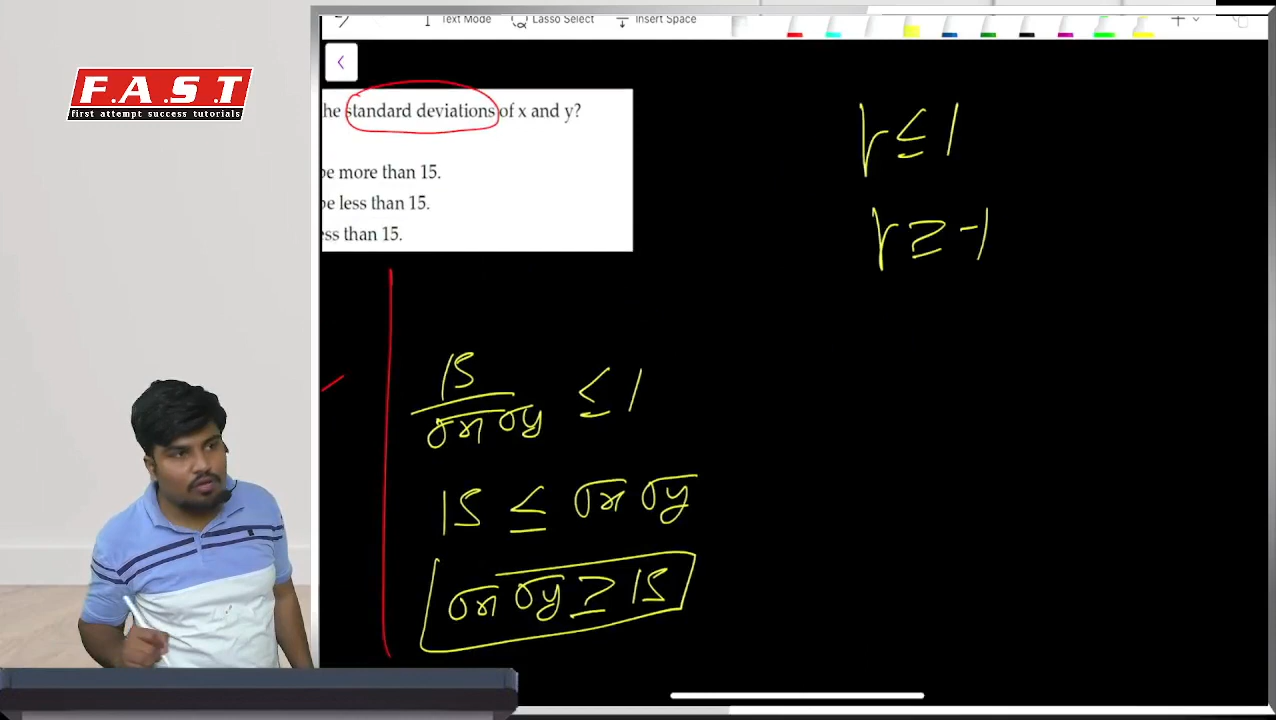 Text Mode Lasso Select Insert Space
F.A.S.T
first attempt success tutorials
he standard deviations of x and y?
be more than 15.
be less than 15.
ess than 15.
r ≤ 1
r ≥ -1
15
σx σy ≤ 1
15 ≤ σx σy
σx σy ≥ 15